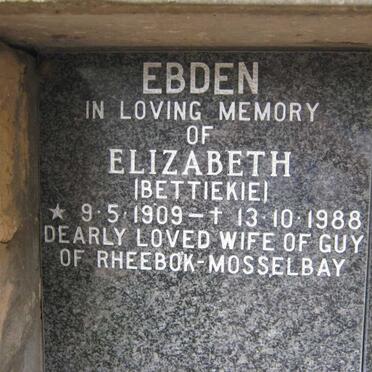 EBDEN
IN LOVING MEMORY
OF
ELIZABETH
(BETTIEKIE)
★ 9·5·1909 — † 13·10·1988
DEARLY LOVED WIFE OF GUY
OF RHEEBOK-MOSSELBAY